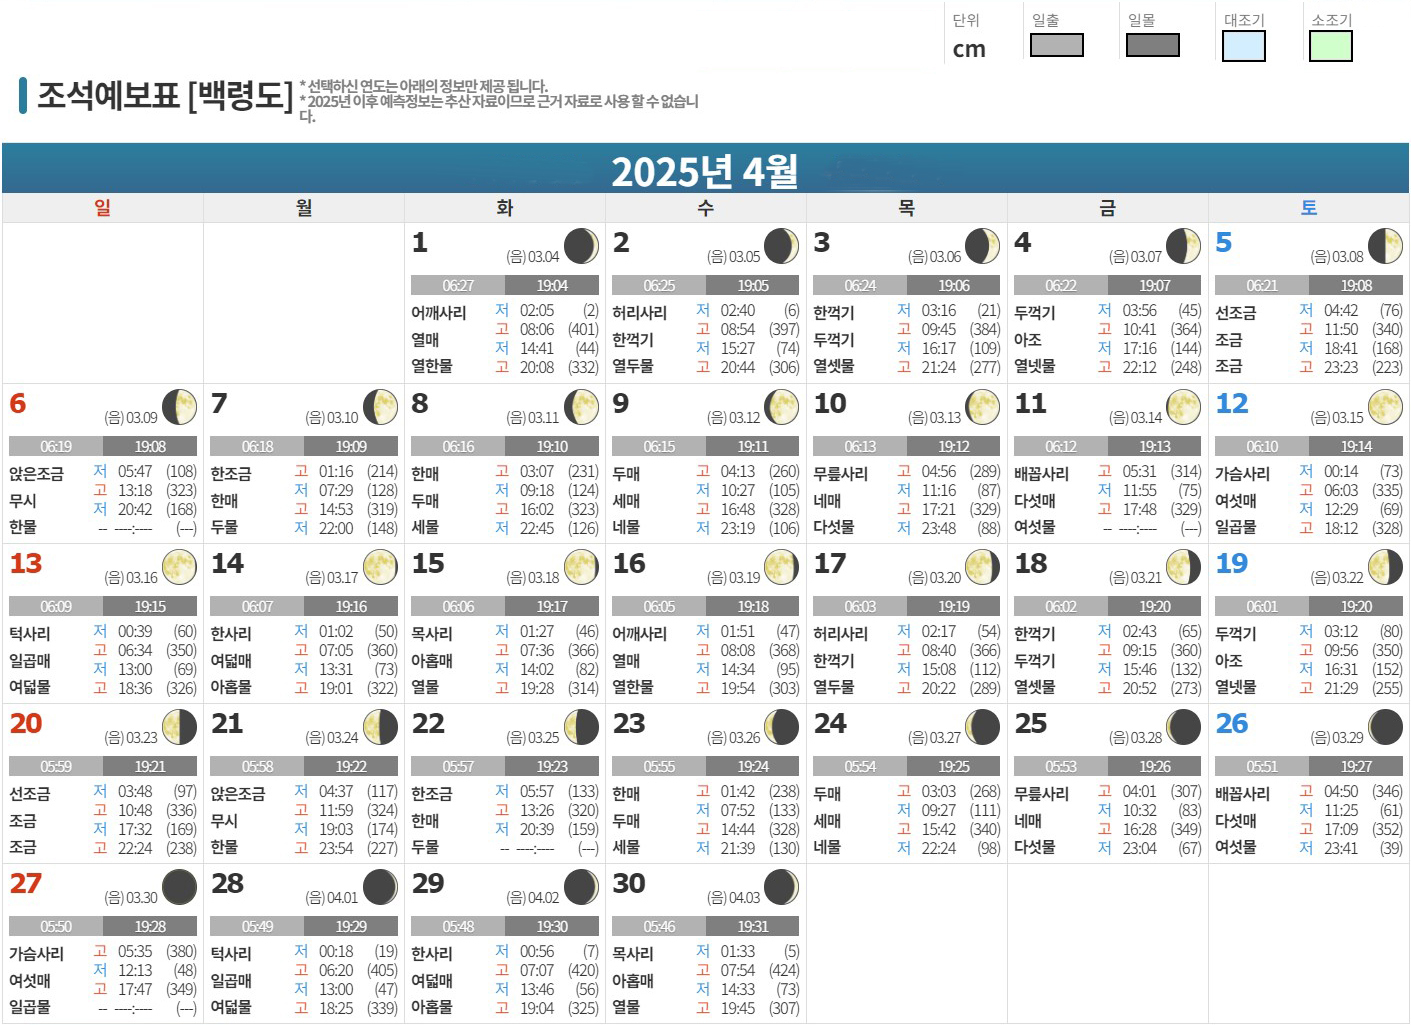 단위 일출 일몰 대조기 소조기
cm
조석예보표 [백령도]
* 선택하신 연도는 아래의 정보만 제공 됩니다.
* 2025년 이후 예측정보는 추산 자료이므로 근거 자료로 사용 할 수 없습니
다.
2025년 4월
일 월 화 수 목 금 토
1 (음) 03.04
06:27 19:04
어깨사리
열매
열한물
저 02:05 (2)
고 08:06 (401)
저 14:41 (44)
고 20:08 (332)
2 (음) 03.05
06:25 19:05
허리사리
한꺽기
열두물
저 02:40 (6)
고 08:54 (397)
저 15:27 (74)
고 20:44 (306)
3 (음) 03.06
06:24 19:06
한꺽기
두꺽기
열셋물
저 03:16 (21)
고 09:45 (384)
저 16:17 (109)
고 21:24 (277)
4 (음) 03.07
06:22 19:07
두꺽기
아조
열넷물
저 03:56 (45)
고 10:41 (364)
저 17:16 (144)
고 22:12 (248)
5 (음) 03.08
06:21 19:08
선조금
조금
조금
저 04:42 (76)
고 11:50 (340)
저 18:41 (168)
고 23:23 (223)
6 (음) 03.09
06:19 19:08
앉은조금
무시
한물
저 05:47 (108)
고 13:18 (323)
저 20:42 (168)
-- ----:---- (---)
7 (음) 03.10
06:18 19:09
한조금
한매
두물
고 01:16 (214)
저 07:29 (128)
고 14:53 (319)
저 22:00 (148)
8 (음) 03.11
06:16 19:10
한매
두매
세물
고 03:07 (231)
저 09:18 (124)
고 16:02 (323)
저 22:45 (126)
9 (음) 03.12
06:15 19:11
두매
세매
네물
고 04:13 (260)
저 10:27 (105)
고 16:48 (328)
저 23:19 (106)
10 (음) 03.13
06:13 19:12
무릎사리
네매
다섯물
고 04:56 (289)
저 11:16 (87)
고 17:21 (329)
저 23:48 (88)
11 (음) 03.14
06:12 19:13
배꼽사리
다섯매
여섯물
고 05:31 (314)
저 11:55 (75)
고 17:48 (329)
-- ----:---- (---)
12 (음) 03.15
06:10 19:14
가슴사리
여섯매
일곱물
저 00:14 (73)
고 06:03 (335)
저 12:29 (69)
고 18:12 (328)
13 (음) 03.16
06:09 19:15
턱사리
일곱매
여덟물
저 00:39 (60)
고 06:34 (350)
저 13:00 (69)
고 18:36 (326)
14 (음) 03.17
06:07 19:16
한사리
여덟매
아홉물
저 01:02 (50)
고 07:05 (360)
저 13:31 (73)
고 19:01 (322)
15 (음) 03.18
06:06 19:17
목사리
아홉매
열물
저 01:27 (46)
고 07:36 (366)
저 14:02 (82)
고 19:28 (314)
16 (음) 03.19
06:05 19:18
어깨사리
열매
열한물
저 01:51 (47)
고 08:08 (368)
저 14:34 (95)
고 19:54 (303)
17 (음) 03.20
06:03 19:19
허리사리
한꺽기
열두물
저 02:17 (54)
고 08:40 (366)
저 15:08 (112)
고 20:22 (289)
18 (음) 03.21
06:02 19:20
한꺽기
두꺽기
열셋물
저 02:43 (65)
고 09:15 (360)
저 15:46 (132)
고 20:52 (273)
19 (음) 03.22
06:01 19:20
두꺽기
아조
열넷물
저 03:12 (80)
고 09:56 (350)
저 16:31 (152)
고 21:29 (255)
20 (음) 03.23
05:59 19:21
선조금
조금
조금
저 03:48 (97)
고 10:48 (336)
저 17:32 (169)
고 22:24 (238)
21 (음) 03.24
05:58 19:22
앉은조금
무시
한물
저 04:37 (117)
고 11:59 (324)
저 19:03 (174)
고 23:54 (227)
22 (음) 03.25
05:57 19:23
한조금
한매
두물
저 05:57 (133)
고 13:26 (320)
저 20:39 (159)
-- ----:---- (---)
23 (음) 03.26
05:55 19:24
한매
두매
세물
고 01:42 (238)
저 07:52 (133)
고 14:44 (328)
저 21:39 (130)
24 (음) 03.27
05:54 19:25
두매
세매
네물
고 03:03 (268)
저 09:27 (111)
고 15:42 (340)
저 22:24 (98)
25 (음) 03.28
05:53 19:26
무릎사리
네매
다섯물
고 04:01 (307)
저 10:32 (83)
고 16:28 (349)
저 23:04 (67)
26 (음) 03.29
05:51 19:27
배꼽사리
다섯매
여섯물
고 04:50 (346)
저 11:25 (61)
고 17:09 (352)
저 23:41 (39)
27 (음) 03.30
05:50 19:28
가슴사리
여섯매
일곱물
고 05:35 (380)
저 12:13 (48)
고 17:47 (349)
-- ----:---- (---)
28 (음) 04.01
05:49 19:29
턱사리
일곱매
여덟물
저 00:18 (19)
고 06:20 (405)
저 13:00 (47)
고 18:25 (339)
29 (음) 04.02
05:48 19:30
한사리
여덟매
아홉물
저 00:56 (7)
고 07:07 (420)
저 13:46 (56)
고 19:04 (325)
30 (음) 04.03
05:46 19:31
목사리
아홉매
열물
저 01:33 (5)
고 07:54 (424)
저 14:33 (73)
고 19:45 (307)